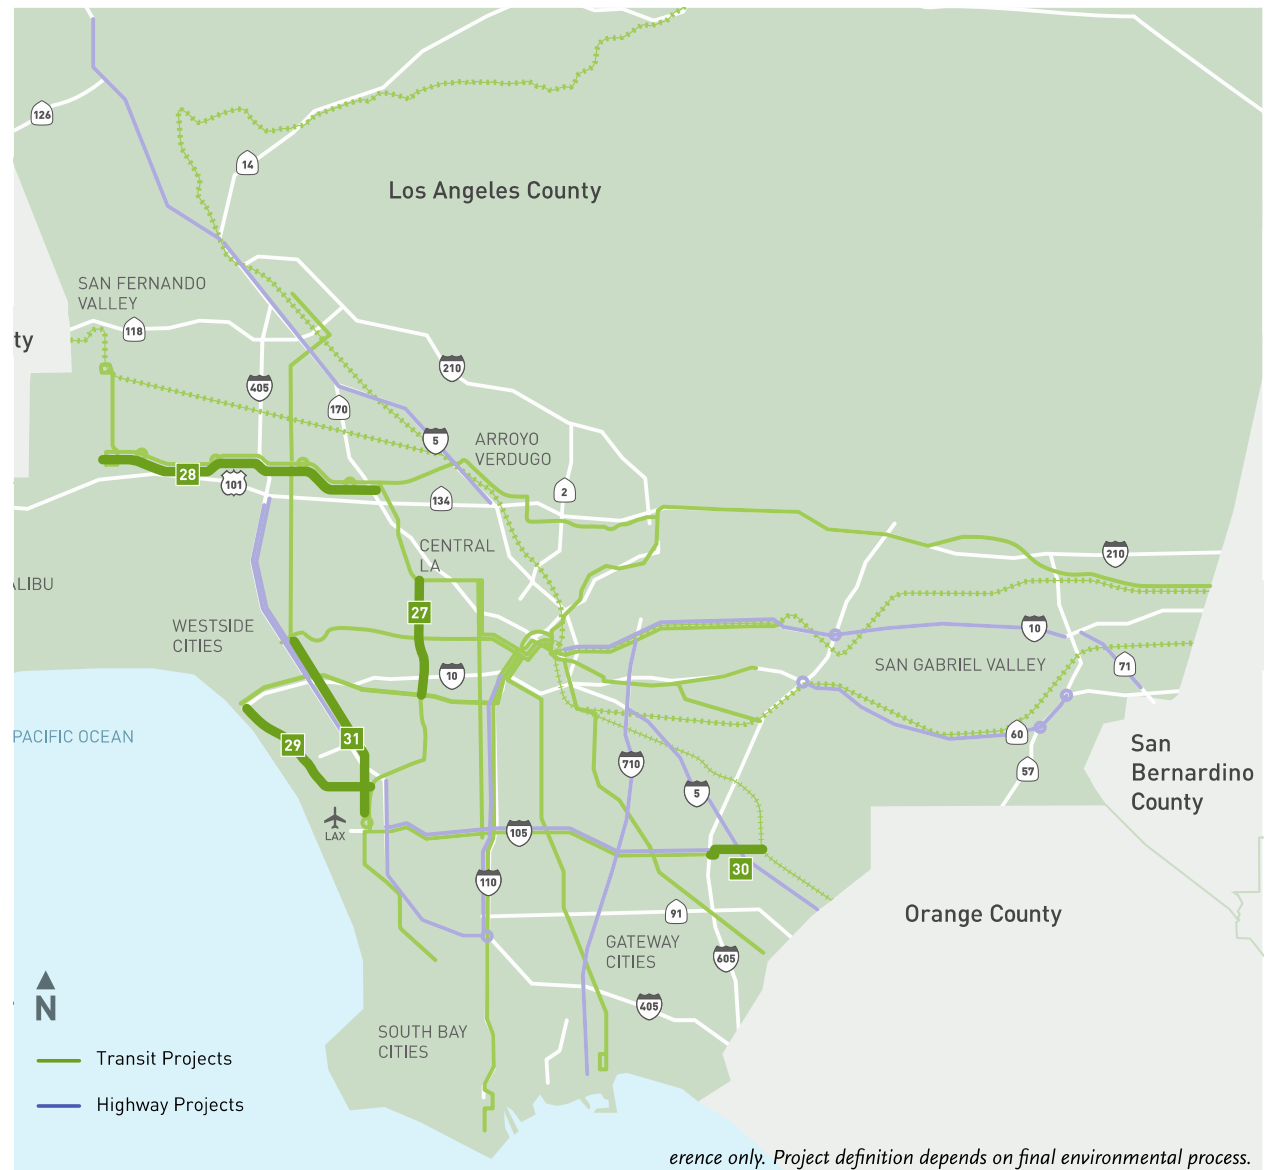 126
14
Los Angeles County
SAN FERNANDO
VALLEY
118
ty
210
405
170
5
ARROYO
VERDUGO
28
101
134
2
CENTRAL
LA
210
ALIBU
27
WESTSIDE
CITIES
10
10
SAN GABRIEL VALLEY
71
PACIFIC OCEAN
29
31
60
San
Bernardino
County
710
57
5
LAX
105
30
110
91
Orange County
GATEWAY
CITIES
605
N
405
SOUTH BAY
CITIES
Transit Projects
Highway Projects
erence only. Project definition depends on final environmental process.